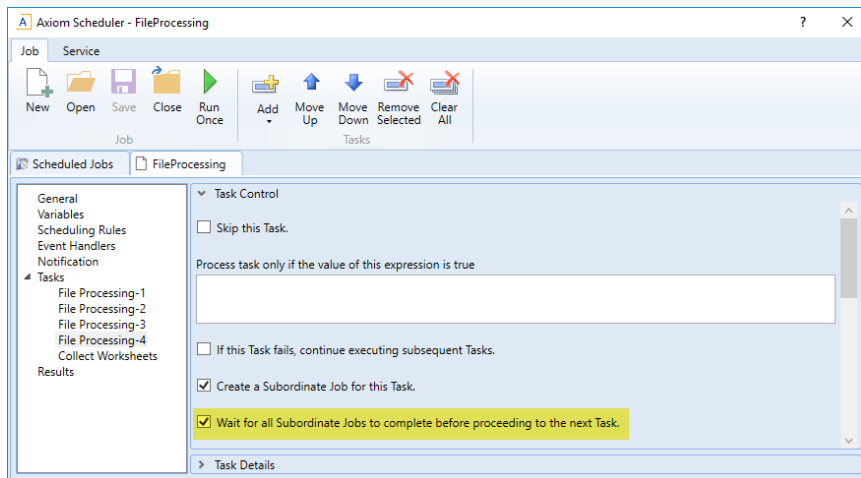 A Axiom Scheduler - FileProcessing
?
Job Service
New Open Save Close Run Once
Add Move Up Move Down Remove Selected Clear All
Job Tasks
Scheduled Jobs FileProcessing
General
Variables
Scheduling Rules
Event Handlers
Notification
Tasks
File Processing-1
File Processing-2
File Processing-3
File Processing-4
Collect Worksheets
Results
Task Control
Skip this Task.
Process task only if the value of this expression is true
If this Task fails, continue executing subsequent Tasks.
Create a Subordinate Job for this Task.
Wait for all Subordinate Jobs to complete before proceeding to the next Task.
Task Details